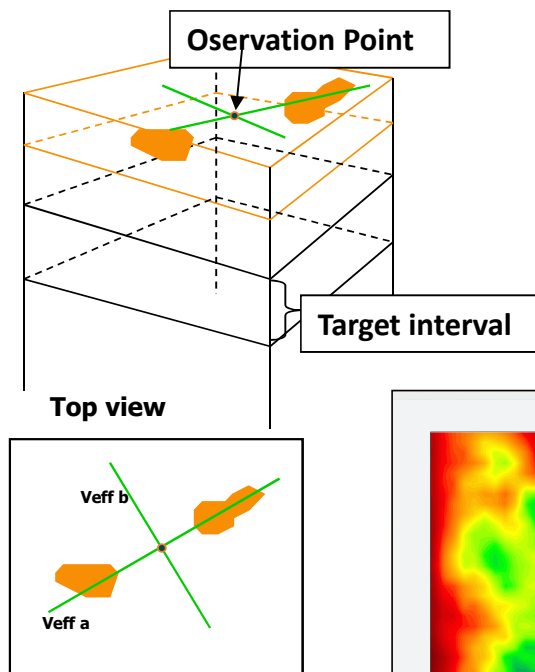 Oservation Point
Target interval
Top view
Veff b
Veff a